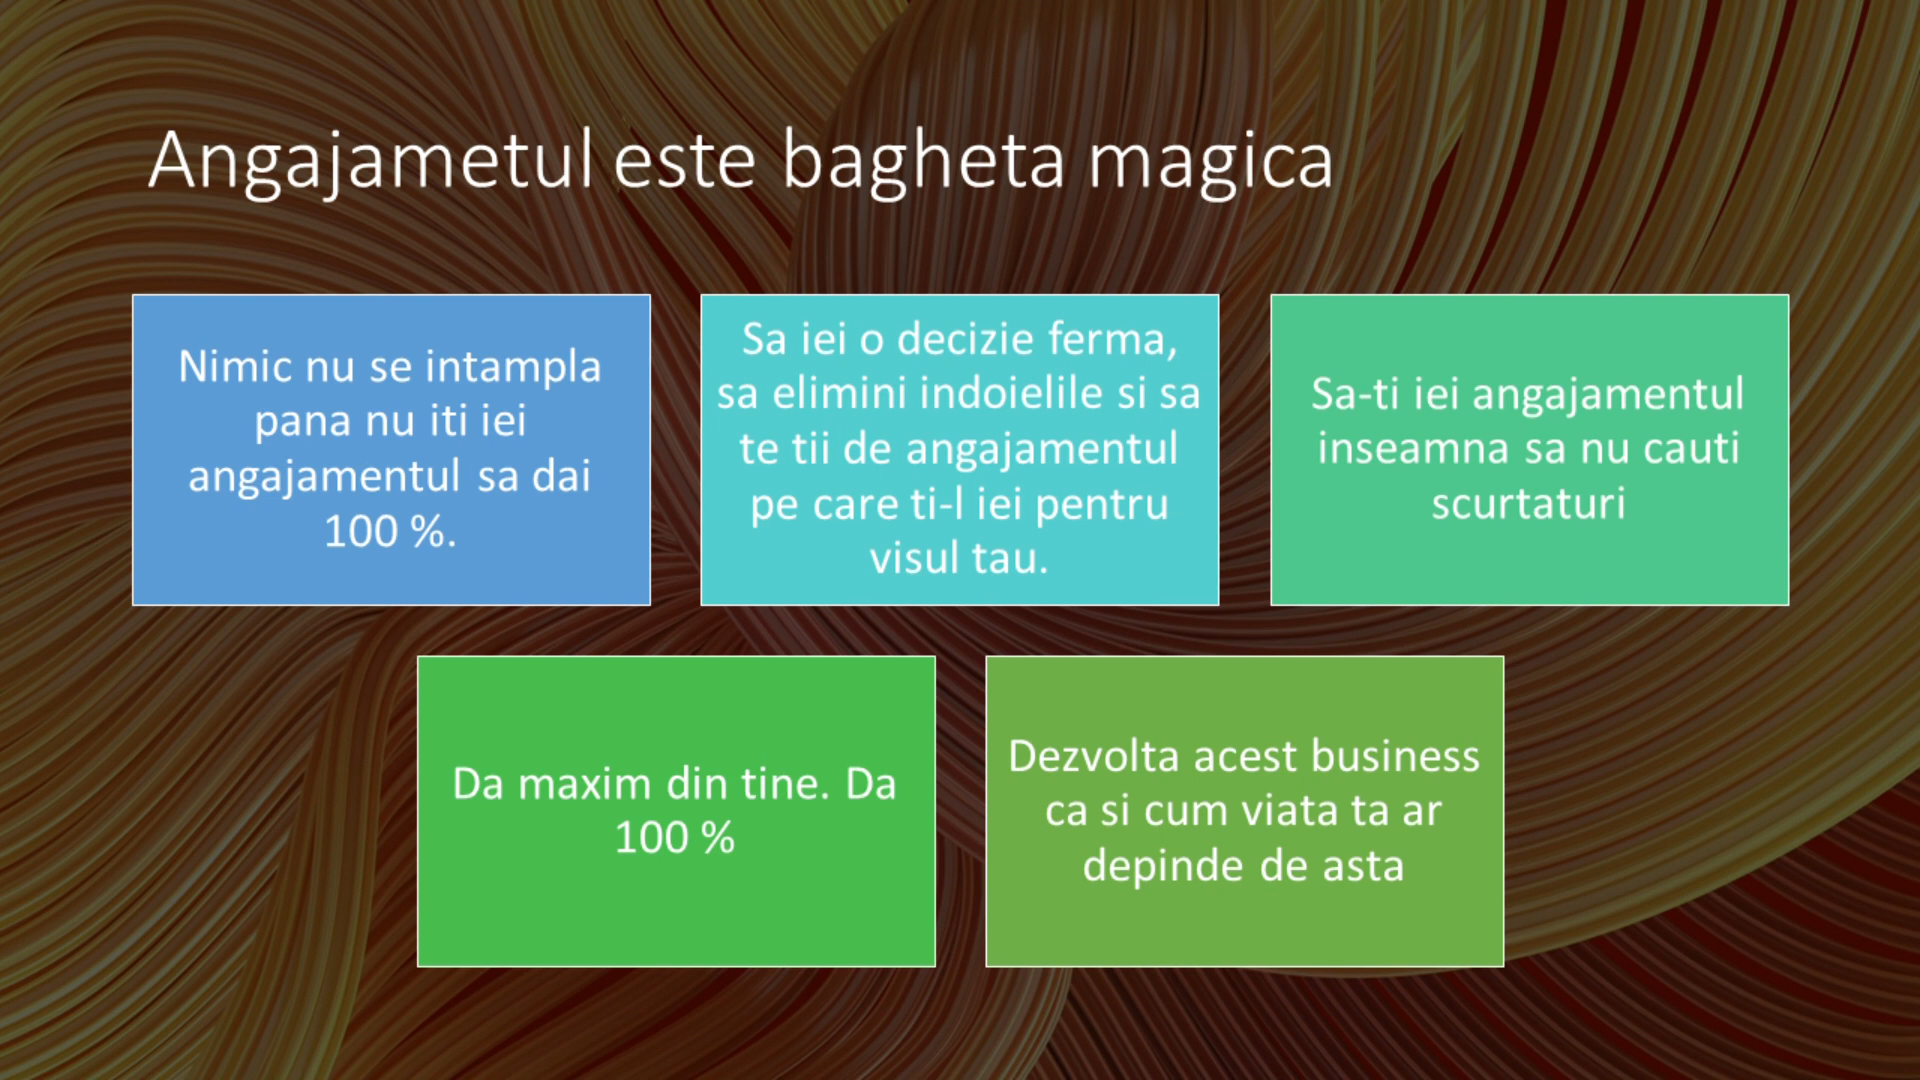 Angajametul este bagheta magica
Nimic nu se intampla
pana nu iti iei
angajamentul sa dai
100 %.
Sa iei o decizie ferma,
sa elimini indoielile si sa
te tii de angajamentul
pe care ti-l iei pentru
visul tau.
Sa-ti iei angajamentul
inseamna sa nu cauti
scurtaturi
Da maxim din tine. Da
100 %
Dezvolta acest business
ca si cum viata ta ar
depinde de asta